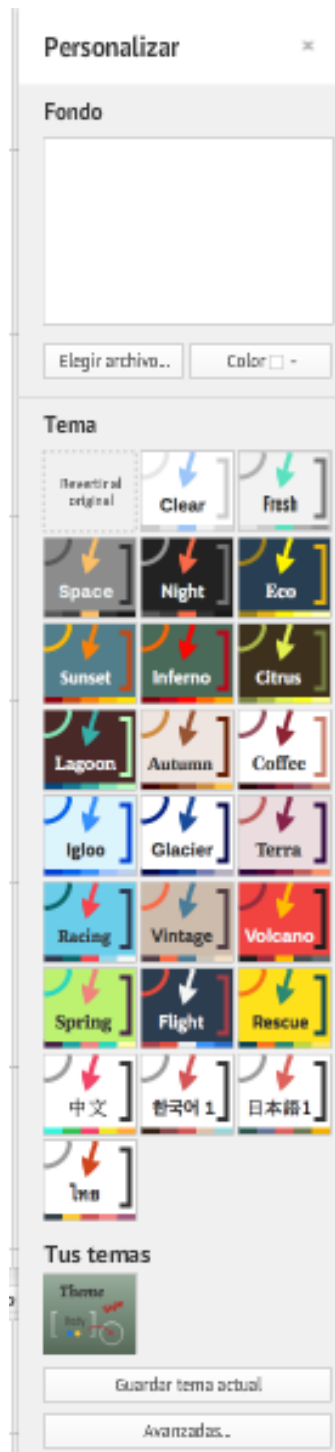 Personalizar ×
Fondo
Elegir archivo... Color
Tema
Revertir al
original
Clear Fresh
Space Night Eco
Sunset Inferno Citrus
Lagoon Autumn Coffee
Igloo Glacier Terra
Racing Vintage Volcano
Spring Flight Rescue
中文 한국어 1 日本語1
ไทย
Tus temas
Theme
Body
Guardar tema actual
Avanzadas...